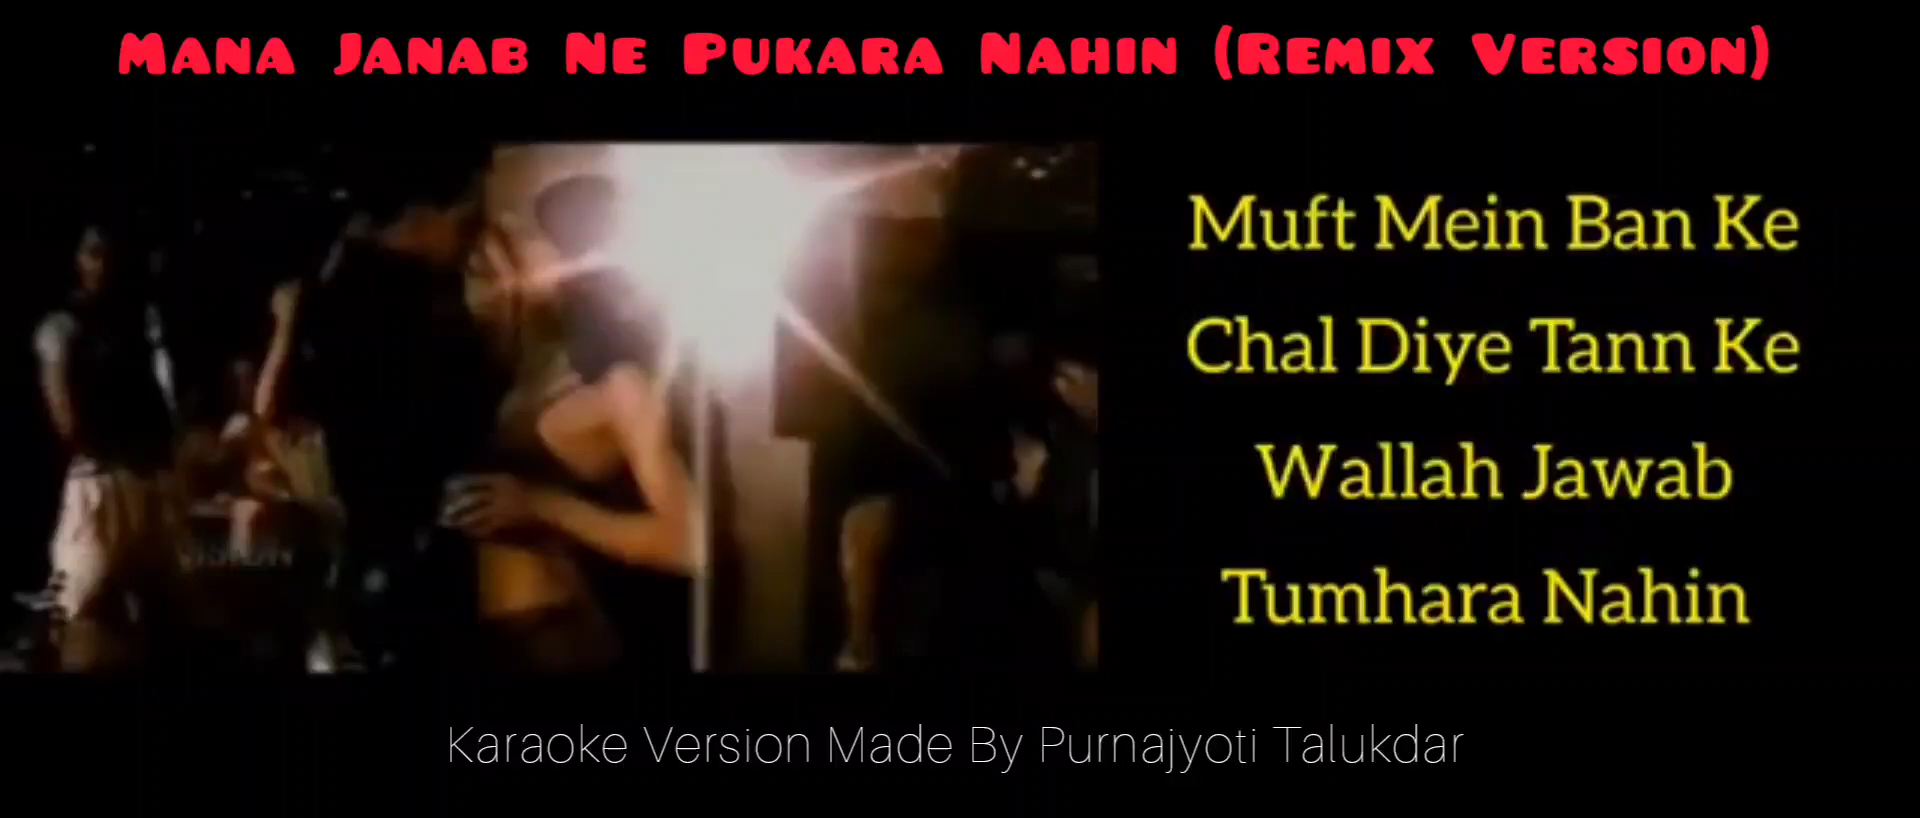 Mana Janab Ne Pukara Nahin (Remix Version)
Muft Mein Ban Ke
Chal Diye Tann Ke
Wallah Jawab
Tumhara Nahin
Karaoke Version Made By Purnajyoti Talukdar